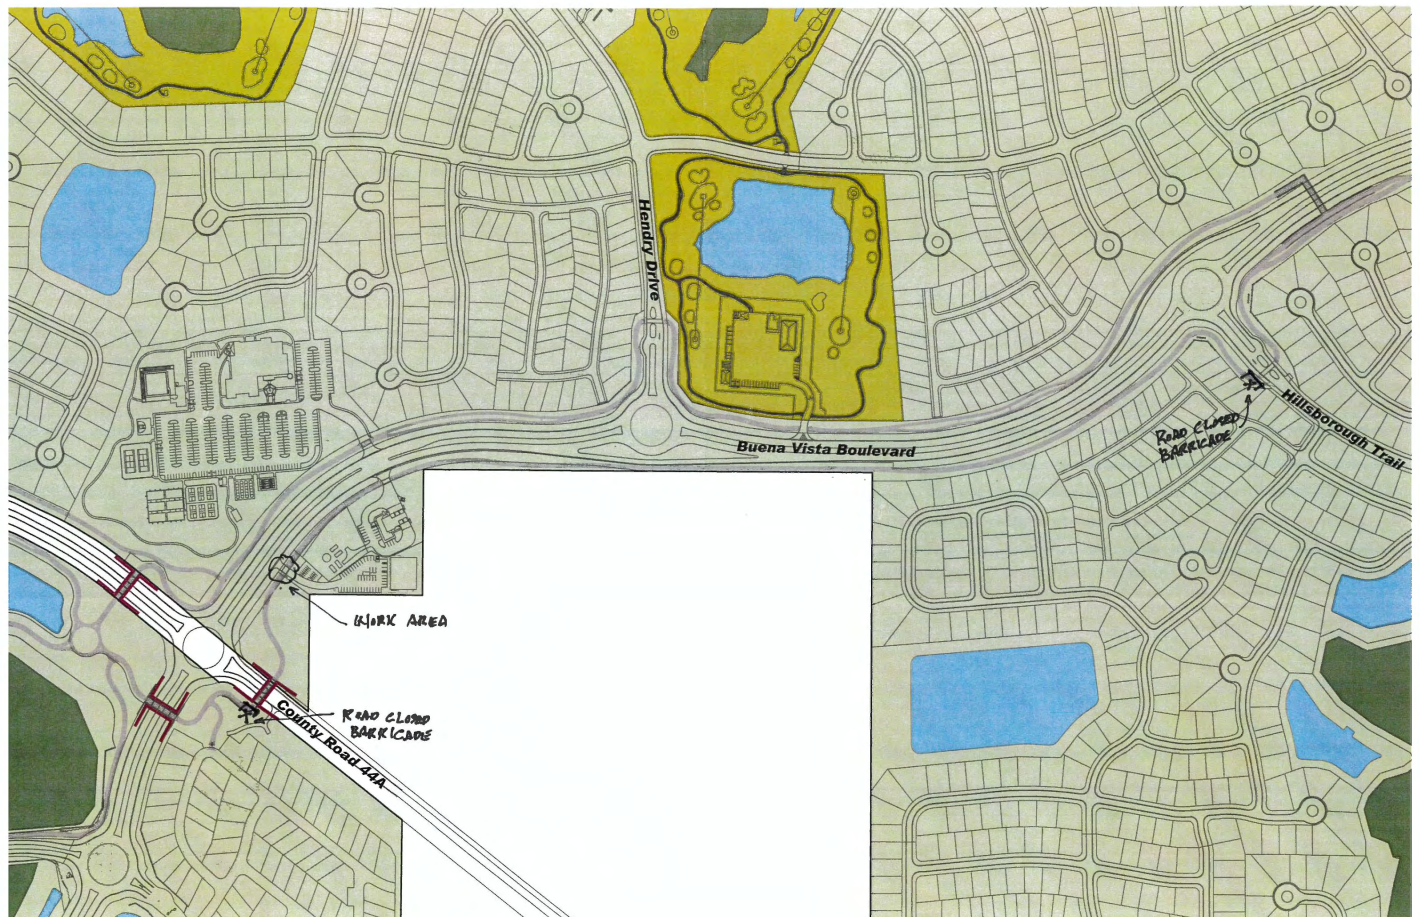 Hendry Drive
Buena Vista Boulevard
ROAD CLOSED
BARRICADE
Hillsborough Trail
WORK AREA
ROAD CLOSED
BARRICADE
County Road 44A